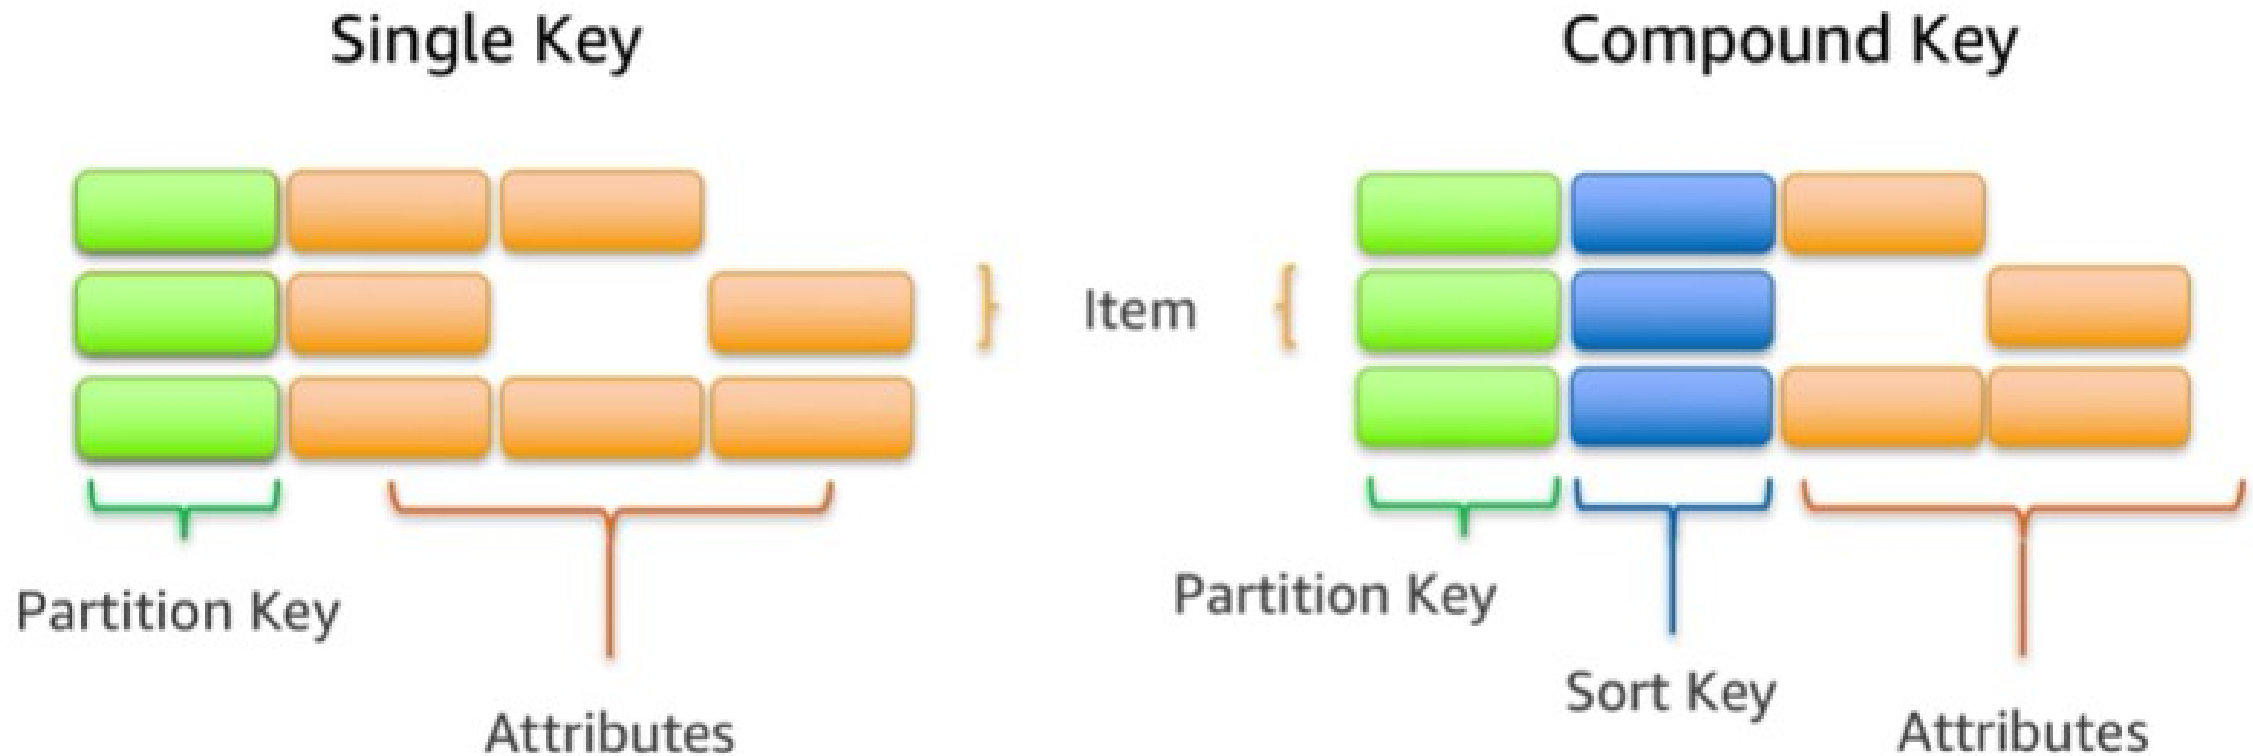 Single Key
Compound Key
Item
Partition Key
Attributes
Partition Key
Sort Key
Attributes